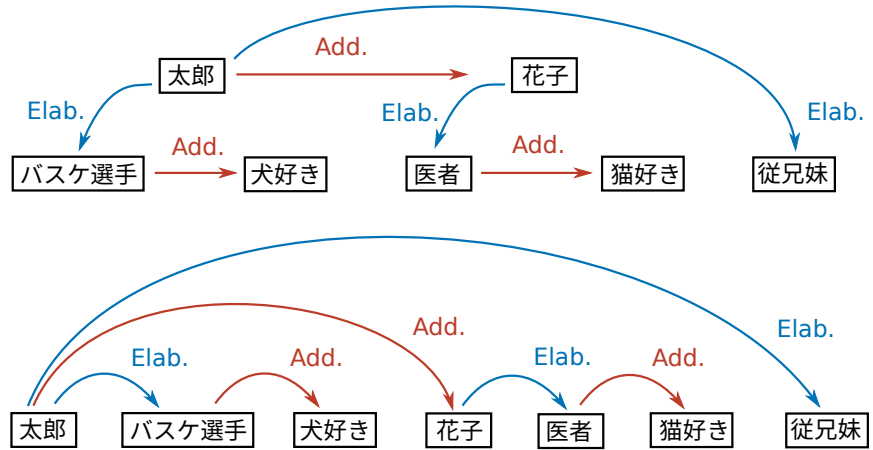 Add.
太郎
花子
Elab.
Elab.
Elab.
Add.
Add.
バスケ選手
犬好き
医者
猫好き
従兄妹
Add.
Elab.
Elab.
Add.
Elab.
Add.
太郎
バスケ選手
犬好き
花子
医者
猫好き
従兄妹